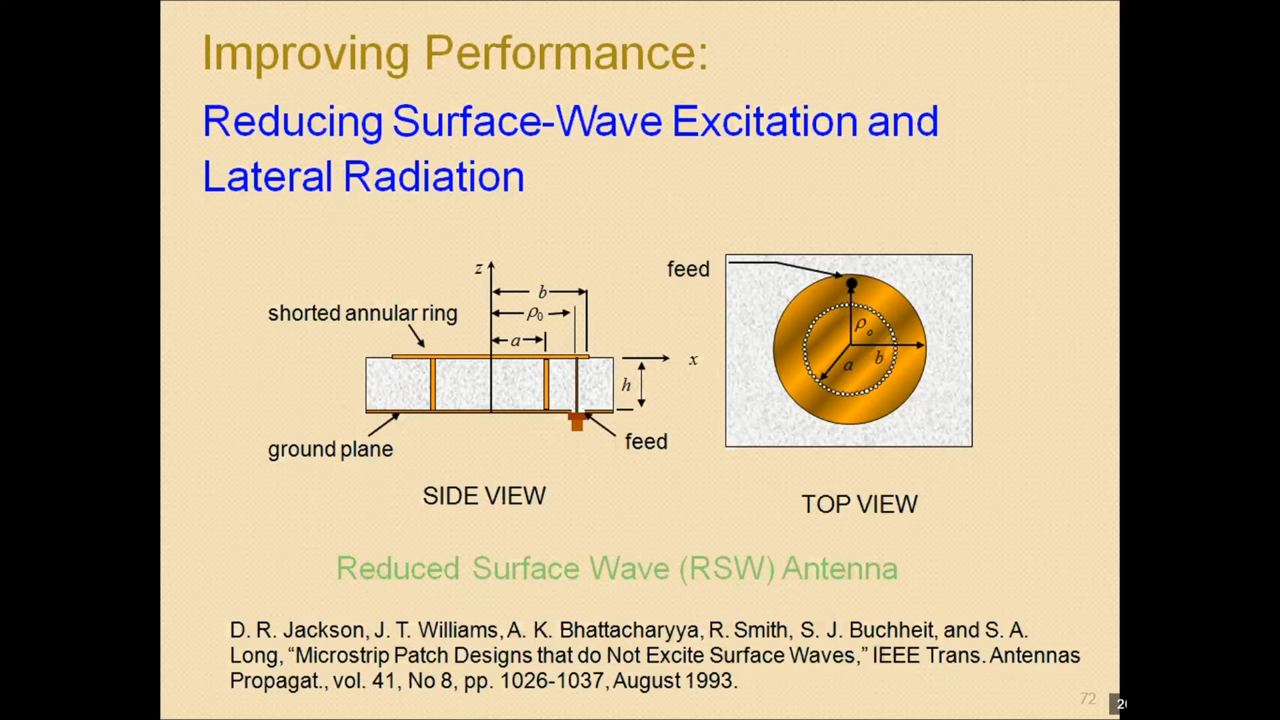 Improving Performance:
Reducing Surface-Wave Excitation and
Lateral Radiation
z
b
shorted annular ring
ρ0
a
x
h
ground plane
feed
SIDE VIEW
feed
ρo
b
a
TOP VIEW
Reduced Surface Wave (RSW) Antenna
D. R. Jackson, J. T. Williams, A. K. Bhattacharyya, R. Smith, S. J. Buchheit, and S. A.
Long, “Microstrip Patch Designs that do Not Excite Surface Waves,” IEEE Trans. Antennas
Propagat., vol. 41, No 8, pp. 1026-1037, August 1993.
72